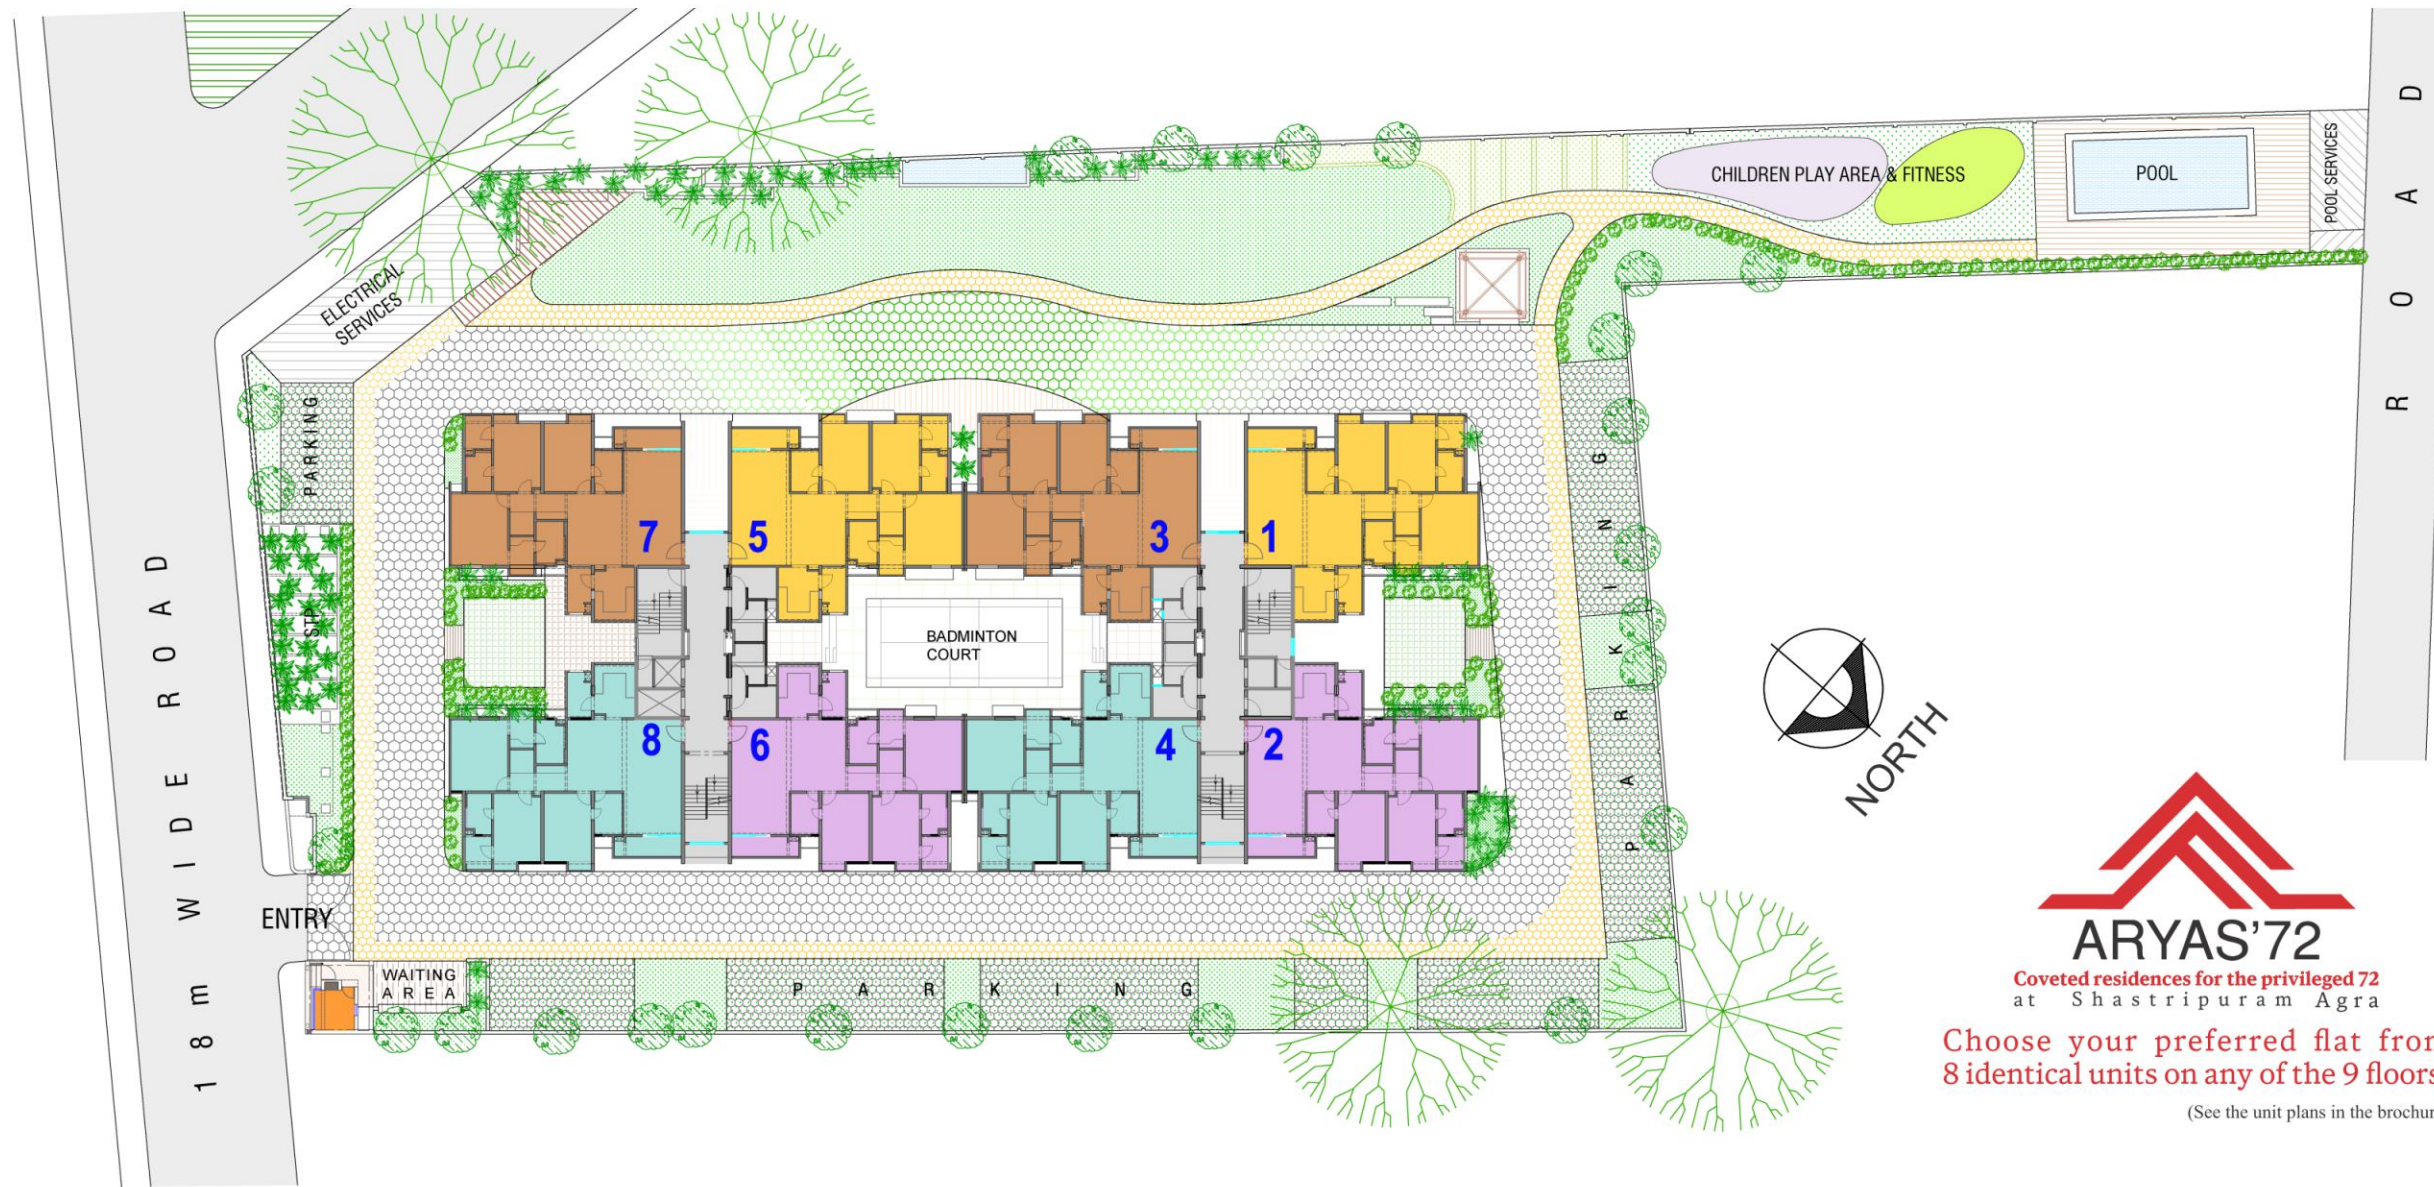 CHILDREN PLAY AREA & FITNESS
POOL
POOL SERVICES
ROAD
ELECTRICAL
SERVICES
PARKING
PARKING
7
5
3
1
STP
BADMINTON
COURT
8
6
4
2
18m WIDE ROAD
NORTH
ENTRY
WAITING
AREA
PARKING
ARYAS’72
Coveted residences for the privileged 72
at Shastripuram Agra
Choose your preferred flat from
8 identical units on any of the 9 floors
(See the unit plans in the